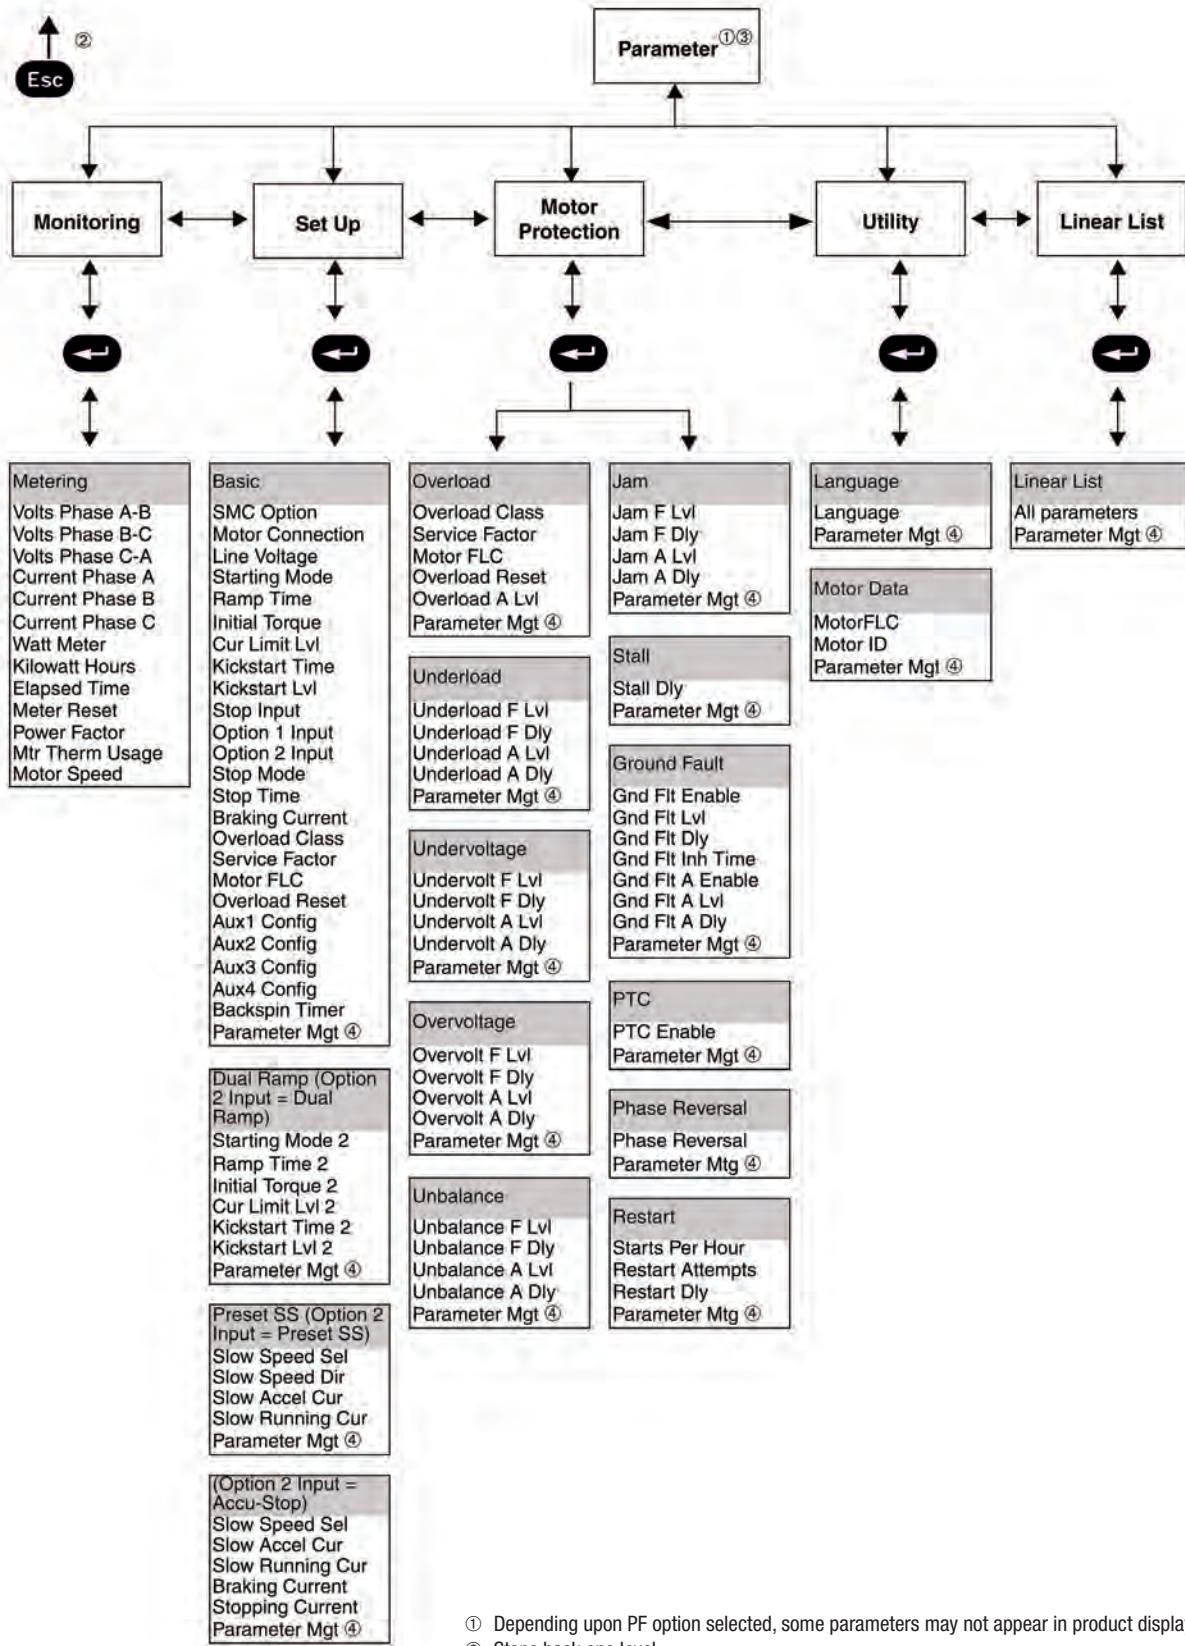 ②
Esc
Parameter①③
Monitoring
Set Up
Motor
Protection
Utility
Linear List
Metering
Volts Phase A-B
Volts Phase B-C
Volts Phase C-A
Current Phase A
Current Phase B
Current Phase C
Watt Meter
Kilowatt Hours
Elapsed Time
Meter Reset
Power Factor
Mtr Therm Usage
Motor Speed
Basic
SMC Option
Motor Connection
Line Voltage
Starting Mode
Ramp Time
Initial Torque
Cur Limit Lvl
Kickstart Time
Kickstart Lvl
Stop Input
Option 1 Input
Option 2 Input
Stop Mode
Stop Time
Braking Current
Overload Class
Service Factor
Motor FLC
Overload Reset
Aux1 Config
Aux2 Config
Aux3 Config
Aux4 Config
Backspin Timer
Parameter Mgt ④
Dual Ramp (Option
2 Input = Dual
Ramp)
Starting Mode 2
Ramp Time 2
Initial Torque 2
Cur Limit Lvl 2
Kickstart Time 2
Kickstart Lvl 2
Parameter Mgt ④
Preset SS (Option 2
Input = Preset SS)
Slow Speed Sel
Slow Speed Dir
Slow Accel Cur
Slow Running Cur
Parameter Mgt ④
(Option 2 Input =
Accu-Stop)
Slow Speed Sel
Slow Accel Cur
Slow Running Cur
Braking Current
Stopping Current
Parameter Mgt ④
Overload
Overload Class
Service Factor
Motor FLC
Overload Reset
Overload A Lvl
Parameter Mgt ④
Underload
Underload F Lvl
Underload F Dly
Underload A Lvl
Underload A Dly
Parameter Mgt ④
Undervoltage
Undervolt F Lvl
Undervolt F Dly
Undervolt A Lvl
Undervolt A Dly
Parameter Mgt ④
Overvoltage
Overvolt F Lvl
Overvolt F Dly
Overvolt A Lvl
Overvolt A Dly
Parameter Mgt ④
Unbalance
Unbalance F Lvl
Unbalance F Dly
Unbalance A Lvl
Unbalance A Dly
Parameter Mgt ④
Jam
Jam F Lvl
Jam F Dly
Jam A Lvl
Jam A Dly
Parameter Mgt ④
Stall
Stall Dly
Parameter Mgt ④
Ground Fault
Gnd Flt Enable
Gnd Flt Lvl
Gnd Flt Dly
Gnd Flt Inh Time
Gnd Flt A Enable
Gnd Flt A Lvl
Gnd Flt A Dly
Parameter Mgt ④
PTC
PTC Enable
Parameter Mgt ④
Phase Reversal
Phase Reversal
Parameter Mtg ④
Restart
Starts Per Hour
Restart Attempts
Restart Dly
Parameter Mtg ④
Language
Language
Parameter Mgt ④
Motor Data
MotorFLC
Motor ID
Parameter Mgt ④
Linear List
All parameters
Parameter Mgt ④
① Depending upon PF option selected, some parameters may not appear in product displa
② Steps back one level